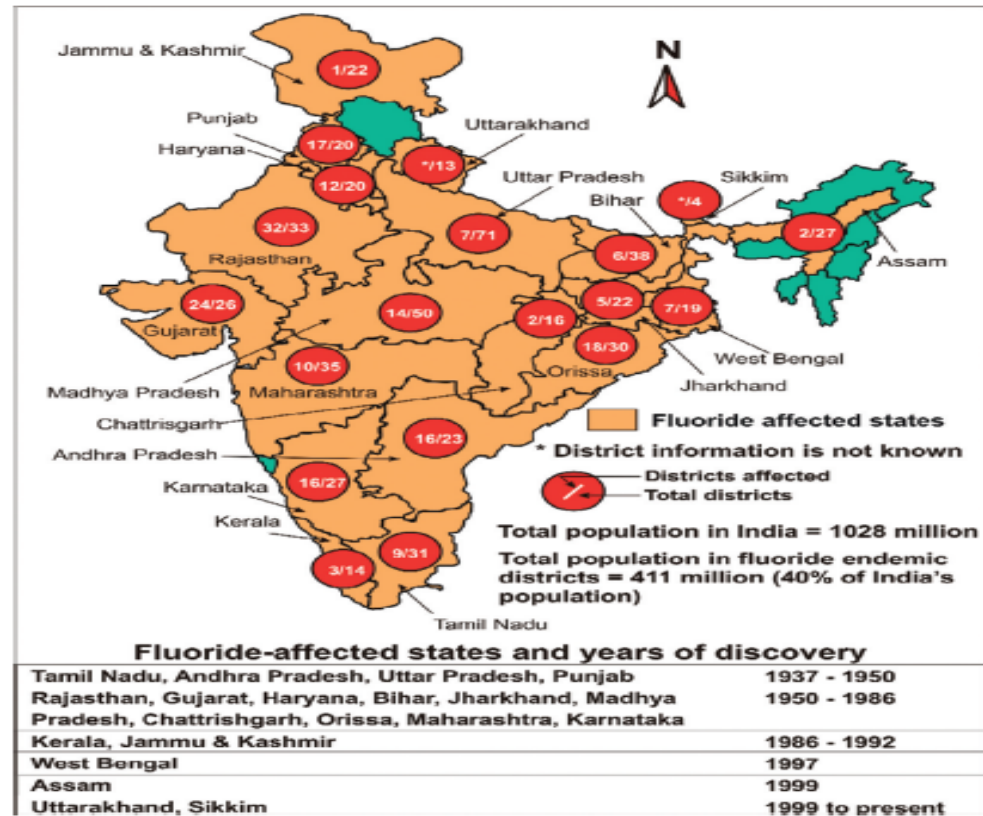 Jammu & Kashmir
1/22
N
Punjab
17/20
Uttarakhand
Haryana
*/13
12/20
Uttar Pradesh
Sikkim
*/4
Bihar
32/33
7/71
2/27
Rajasthan
6/38
Assam
24/26
14/50
5/22
7/19
2/16
Gujarat
18/30
West Bengal
10/35
Orissa
Madhya Pradesh
Maharashtra
Jharkhand
Chattrisgarh
Fluoride affected states
16/23
* District information is not known
Andhra Pradesh
Districts affected
16/27
/
Total districts
Karnataka
Kerala
Total population in India = 1028 million
9/31
Total population in fluoride endemic
3/14
districts = 411 million (40% of India's
population)
Tamil Nadu
Fluoride-affected states and years of discovery
Tamil Nadu, Andhra Pradesh, Uttar Pradesh, Punjab 1937 - 1950
Rajasthan, Gujarat, Haryana, Bihar, Jharkhand, Madhya 1950 - 1986
Pradesh, Chattrishgarh, Orissa, Maharashtra, Karnataka
Kerala, Jammu & Kashmir 1986 - 1992
West Bengal 1997
Assam 1999
Uttarakhand, Sikkim 1999 to present